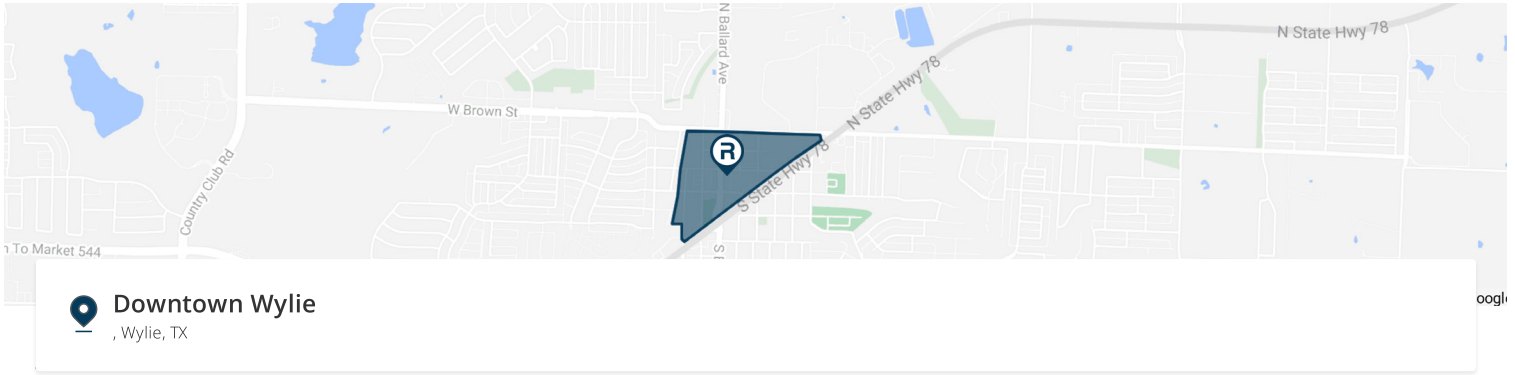 N Ballard Ave
N State Hwy 78
N State Hwy 78
W Brown St
R
S State Hwy 78
Country Club Rd
To Market 544
Downtown Wylie
, Wylie, TX